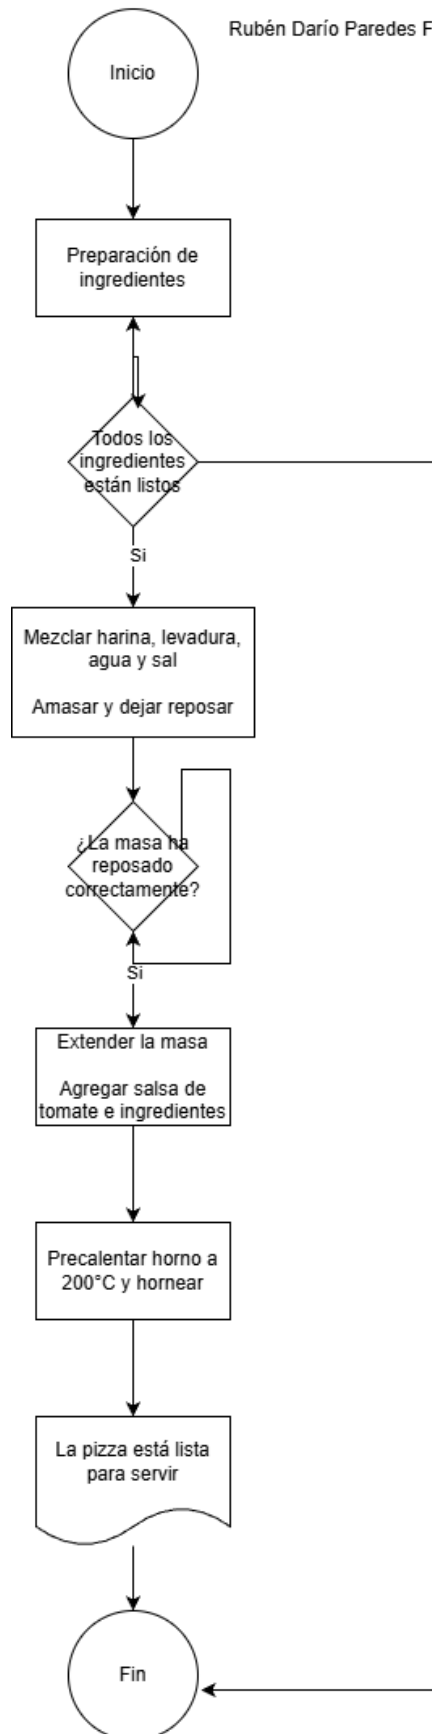 Rubén Darío Paredes F
Inicio
Preparación de
ingredientes
Todos los
ingredientes
están listos
Si
Mezclar harina, levadura,
agua y sal
Amasar y dejar reposar
¿La masa ha
reposado
correctamente?
Si
Extender la masa
Agregar salsa de
tomate e ingredientes
Precalentar horno a
200°C y hornear
La pizza está lista
para servir
Fin